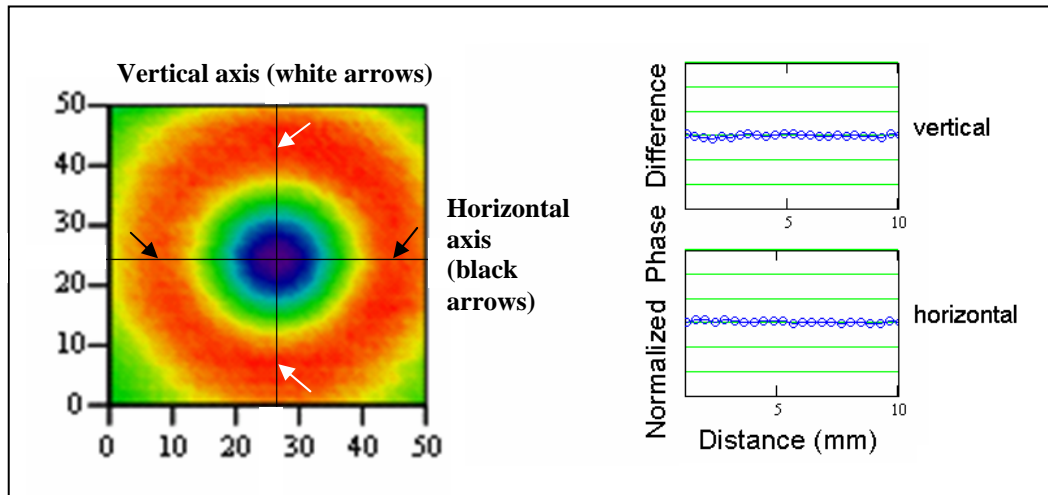 Vertical axis (white arrows)
50
40
30
20
10
0
0 10 20 30 40 50
Horizontal
axis
(black
arrows)
Normalized Phase Difference
vertical
5 10
horizontal
5 10
Distance (mm)